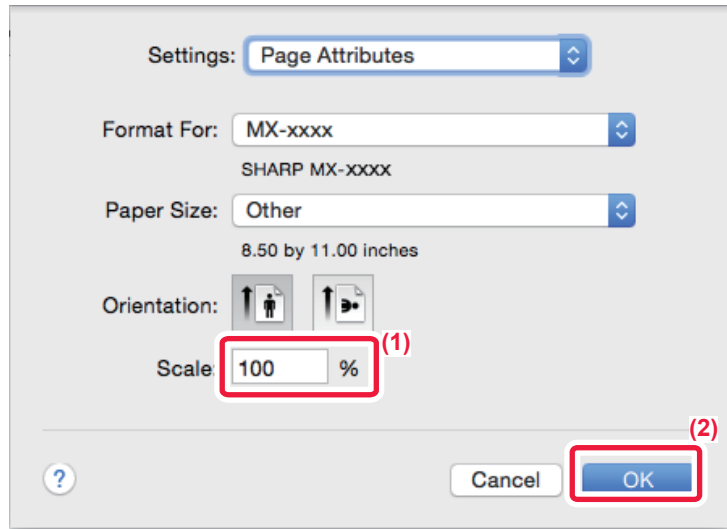 Settings: Page Attributes
Format For: MX-xxxx
SHARP MX-xxxx
Paper Size: Other
8.50 by 11.00 inches
Orientation:
(1)
Scale: 100 %
(2)
? Cancel OK